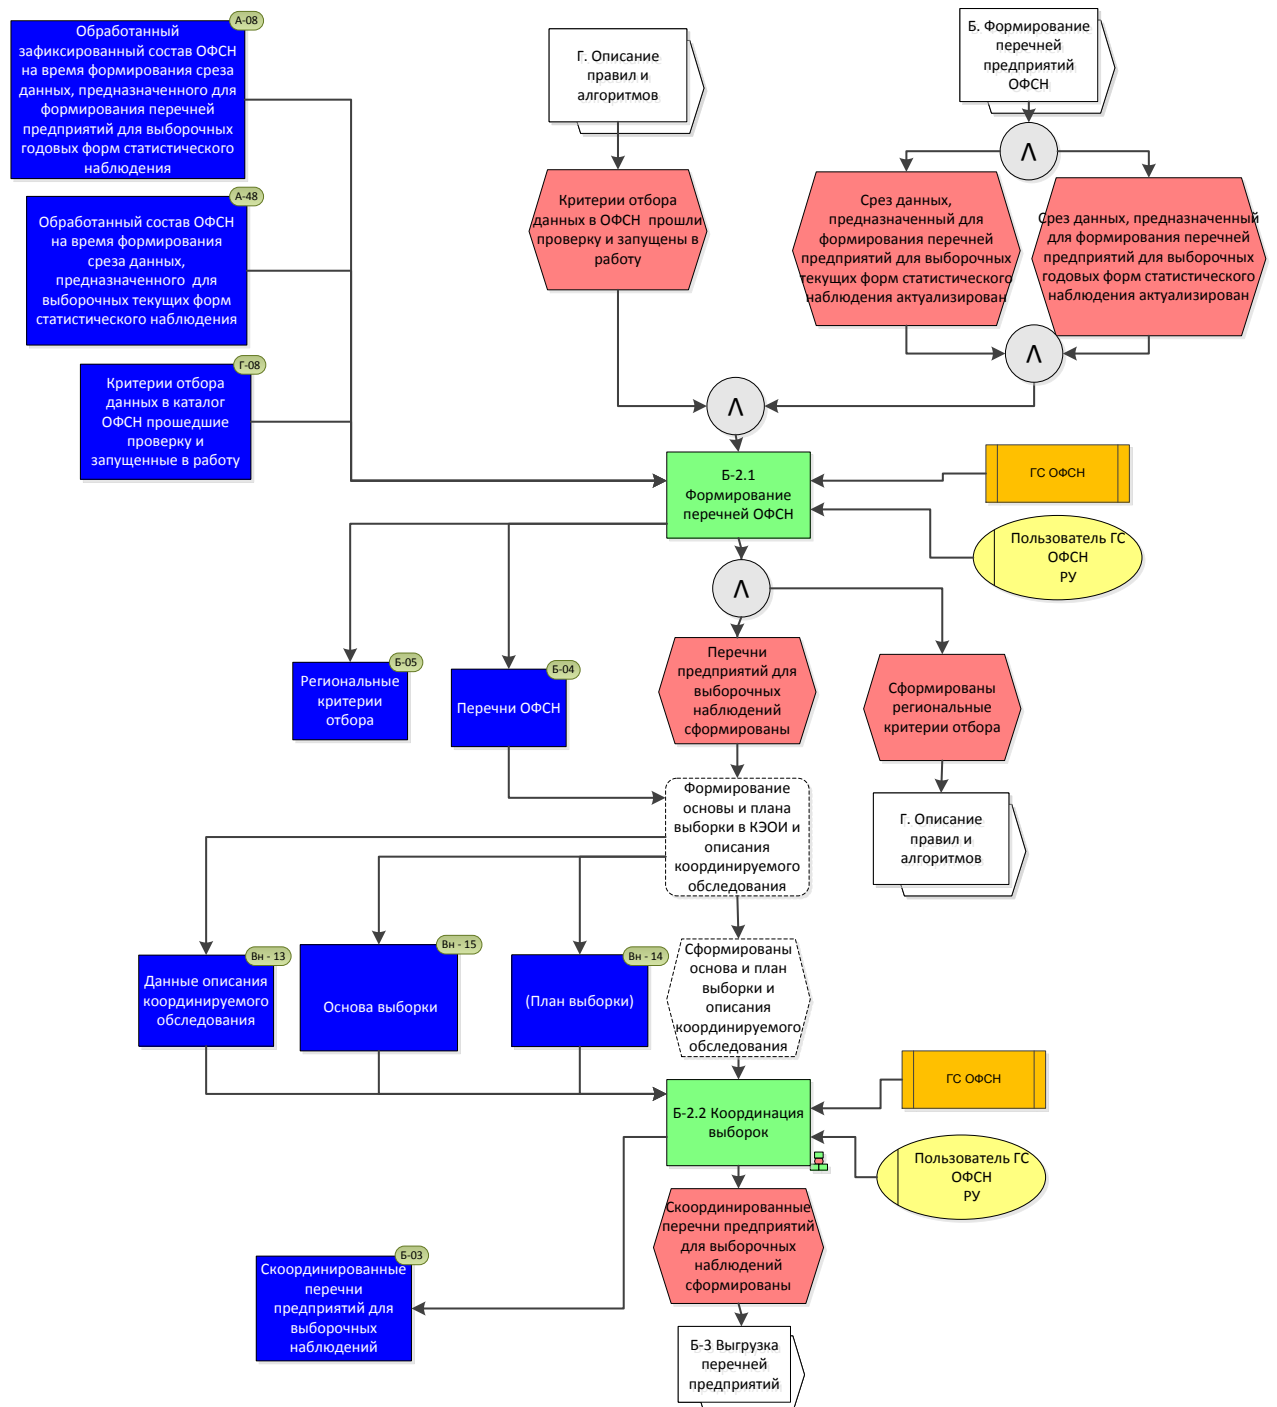 А-08
Обработанный
зафиксированный состав ОФСН
на время формирования среза
данных, предназначенного для
формирования перечней
предприятий для выборочных
годовых форм статистического
наблюдения
Г. Описание
правил и
алгоритмов
Б. Формирование
перечней
предприятий
ОФСН
Λ
А-48
Обработанный состав ОФСН
на время формирования
среза данных,
предназначенного для
выборочных текущих форм
статистического наблюдения
Критерии отбора
данных в ОФСН прошли
проверку и запущены в
работу
Срез данных,
предназначенный для
формирования перечней
предприятий для выборочных
текущих форм статистического
наблюдения актуализирован
Срез данных, предназначенный
для формирования перечней
предприятий для выборочных
годовых форм статистического
наблюдения актуализирован
Λ
Г-08
Критерии отбора
данных в каталог
ОФСН прошедшие
проверку и
запущенные в работу
Λ
Б-2.1
Формирование
перечней ОФСН
ГС ОФСН
Пользователь ГС
ОФСН
РУ
Λ
Б-05
Региональные
критерии
отбора
Б-04
Перечни ОФСН
Перечни
предприятий для
выборочных
наблюдений
сформированы
Сформированы
региональные
критерии отбора
Формирование
основы и плана
выборки в КЭОИ и
описания
координируемого
обследования
Г. Описание
правил и
алгоритмов
Вн - 13
Данные описания
координируемого
обследования
Вн - 15
Основа выборки
Вн - 14
(План выборки)
Сформированы
основа и план
выборки и
описания
координируемого
обследования
Б-2.2 Координация
выборок
ГС ОФСН
Пользователь ГС
ОФСН
РУ
Скоординированные
перечни предприятий
для выборочных
наблюдений
сформированы
Б-03
Скоординированные
перечни
предприятий для
выборочных
наблюдений
Б-3 Выгрузка
перечней
предприятий